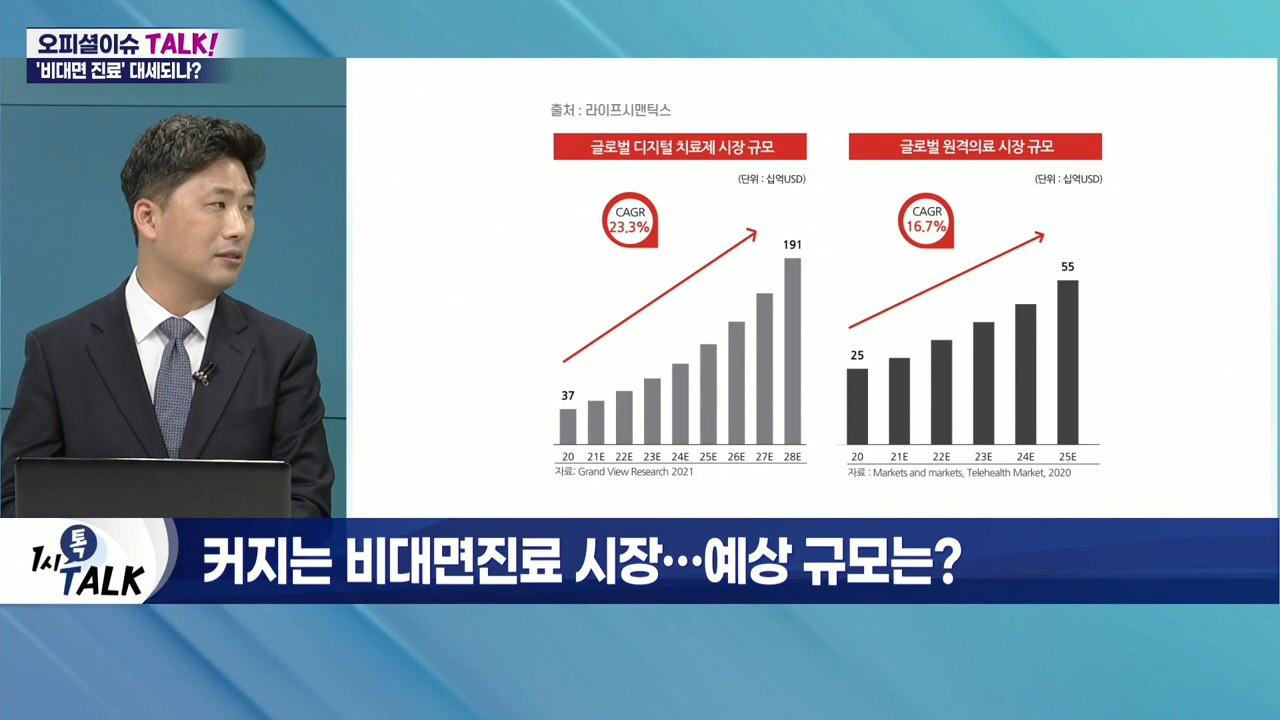 오피셜이슈 TALK!
'비대면 진료' 대세되나?
출처 : 라이프시맨틱스
글로벌 디지털 치료제 시장 규모
(단위 : 십억USD)
CAGR
23.3%
191
37
20 21E 22E 23E 24E 25E 26E 27E 28E
자료: Grand View Research 2021
글로벌 원격의료 시장 규모
(단위 : 십억USD)
CAGR
16.7%
55
25
20 21E 22E 23E 24E 25E
자료 : Markets and markets, Telehealth Market, 2020
1시 톡
TALK
커지는 비대면진료 시장…예상 규모는?